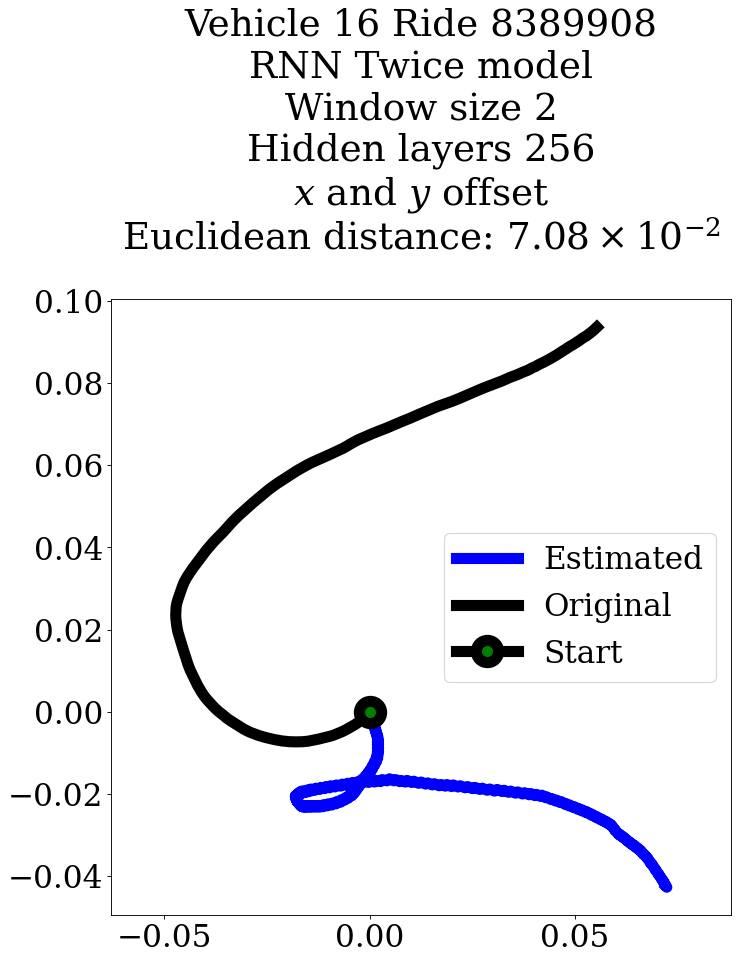 Vehicle 16 Ride 8389908
RNN Twice model
Window size 2
Hidden layers 256
x and y offset
Euclidean distance: 7.08 × 10⁻²
0.10
0.08
0.06
0.04
0.02
0.00
−0.02
−0.04
Estimated
Original
Start
−0.05
0.00
0.05